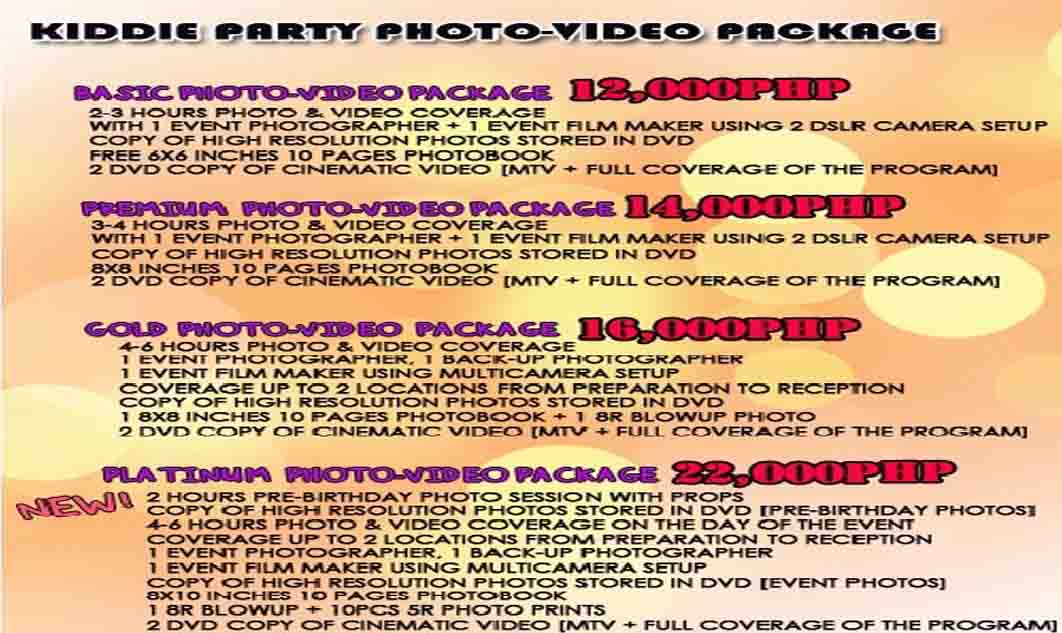 KIDDIE PARTY PHOTO-VIDEO PACKAGE
BASIC PHOTO-VIDEO PACKAGE 12,000PHP
2-3 HOURS PHOTO & VIDEO COVERAGE
WITH 1 EVENT PHOTOGRAPHER + 1 EVENT FILM MAKER USING 2 DSLR CAMERA SETUP
COPY OF HIGH RESOLUTION PHOTOS STORED IN DVD
FREE 6X6 INCHES 10 PAGES PHOTOBOOK
2 DVD COPY OF CINEMATIC VIDEO [MTV + FULL COVERAGE OF THE PROGRAM]
PREMIUM PHOTO-VIDEO PACKAGE 14,000PHP
3-4 HOURS PHOTO & VIDEO COVERAGE
WITH 1 EVENT PHOTOGRAPHER + 1 EVENT FILM MAKER USING 2 DSLR CAMERA SETUP
COPY OF HIGH RESOLUTION PHOTOS STORED IN DVD
8X8 INCHES 10 PAGES PHOTOBOOK
2 DVD COPY OF CINEMATIC VIDEO [MTV + FULL COVERAGE OF THE PROGRAM]
GOLD PHOTO-VIDEO PACKAGE 16,000PHP
4-6 HOURS PHOTO & VIDEO COVERAGE
1 EVENT PHOTOGRAPHER, 1 BACK-UP PHOTOGRAPHER
1 EVENT FILM MAKER USING MULTICAMERA SETUP
COVERAGE UP TO 2 LOCATIONS FROM PREPARATION TO RECEPTION
COPY OF HIGH RESOLUTION PHOTOS STORED IN DVD
1 8X8 INCHES 10 PAGES PHOTOBOOK + 1 8R BLOWUP PHOTO
2 DVD COPY OF CINEMATIC VIDEO [MTV + FULL COVERAGE OF THE PROGRAM]
PLATINUM PHOTO-VIDEO PACKAGE 22,000PHP
NEW! 2 HOURS PRE-BIRTHDAY PHOTO SESSION WITH PROPS
COPY OF HIGH RESOLUTION PHOTOS STORED IN DVD [PRE-BIRTHDAY PHOTOS]
4-6 HOURS PHOTO & VIDEO COVERAGE ON THE DAY OF THE EVENT
COVERAGE UP TO 2 LOCATIONS FROM PREPARATION TO RECEPTION
1 EVENT PHOTOGRAPHER, 1 BACK-UP PHOTOGRAPHER
1 EVENT FILM MAKER USING MULTICAMERA SETUP
COPY OF HIGH RESOLUTION PHOTOS STORED IN DVD [EVENT PHOTOS]
8X10 INCHES 10 PAGES PHOTOBOOK
1 8R BLOWUP + 10PCS 5R PHOTO PRINTS
2 DVD COPY OF CINEMATIC VIDEO [MTV + FULL COVERAGE OF THE PROGRAM]